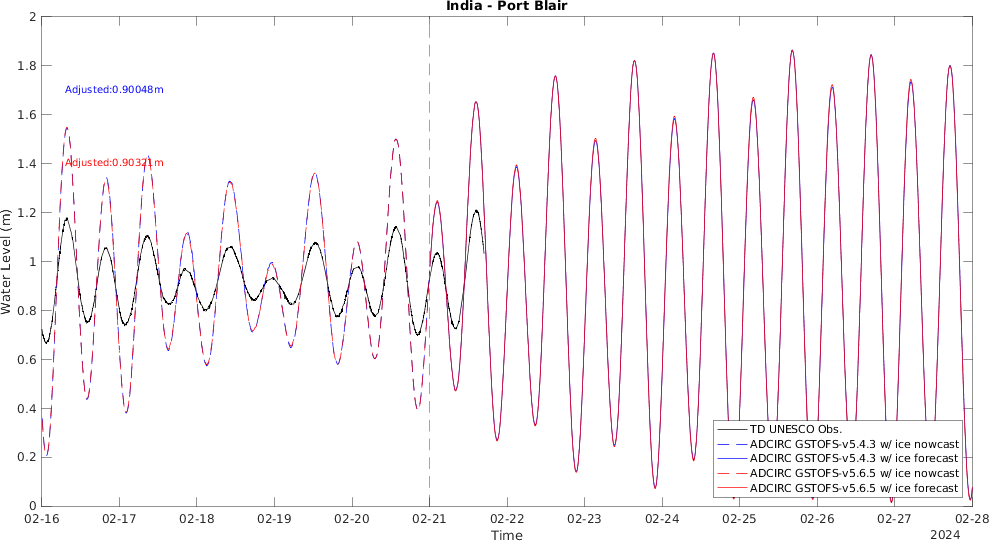 India - Port Blair
2
1.8
1.6
1.4
1.2
1
0.8
0.6
0.4
0.2
0
Water Level (m)
Adjusted:0.90048m
Adjusted:0.90321m
TD UNESCO Obs.
ADCIRC GSTOFS-v5.4.3 w/ ice nowcast
ADCIRC GSTOFS-v5.4.3 w/ ice forecast
ADCIRC GSTOFS-v5.6.5 w/ ice nowcast
ADCIRC GSTOFS-v5.6.5 w/ ice forecast
02-16 02-17 02-18 02-19 02-20 02-21 02-22 02-23 02-24 02-25 02-26 02-27 02-28
Time
2024